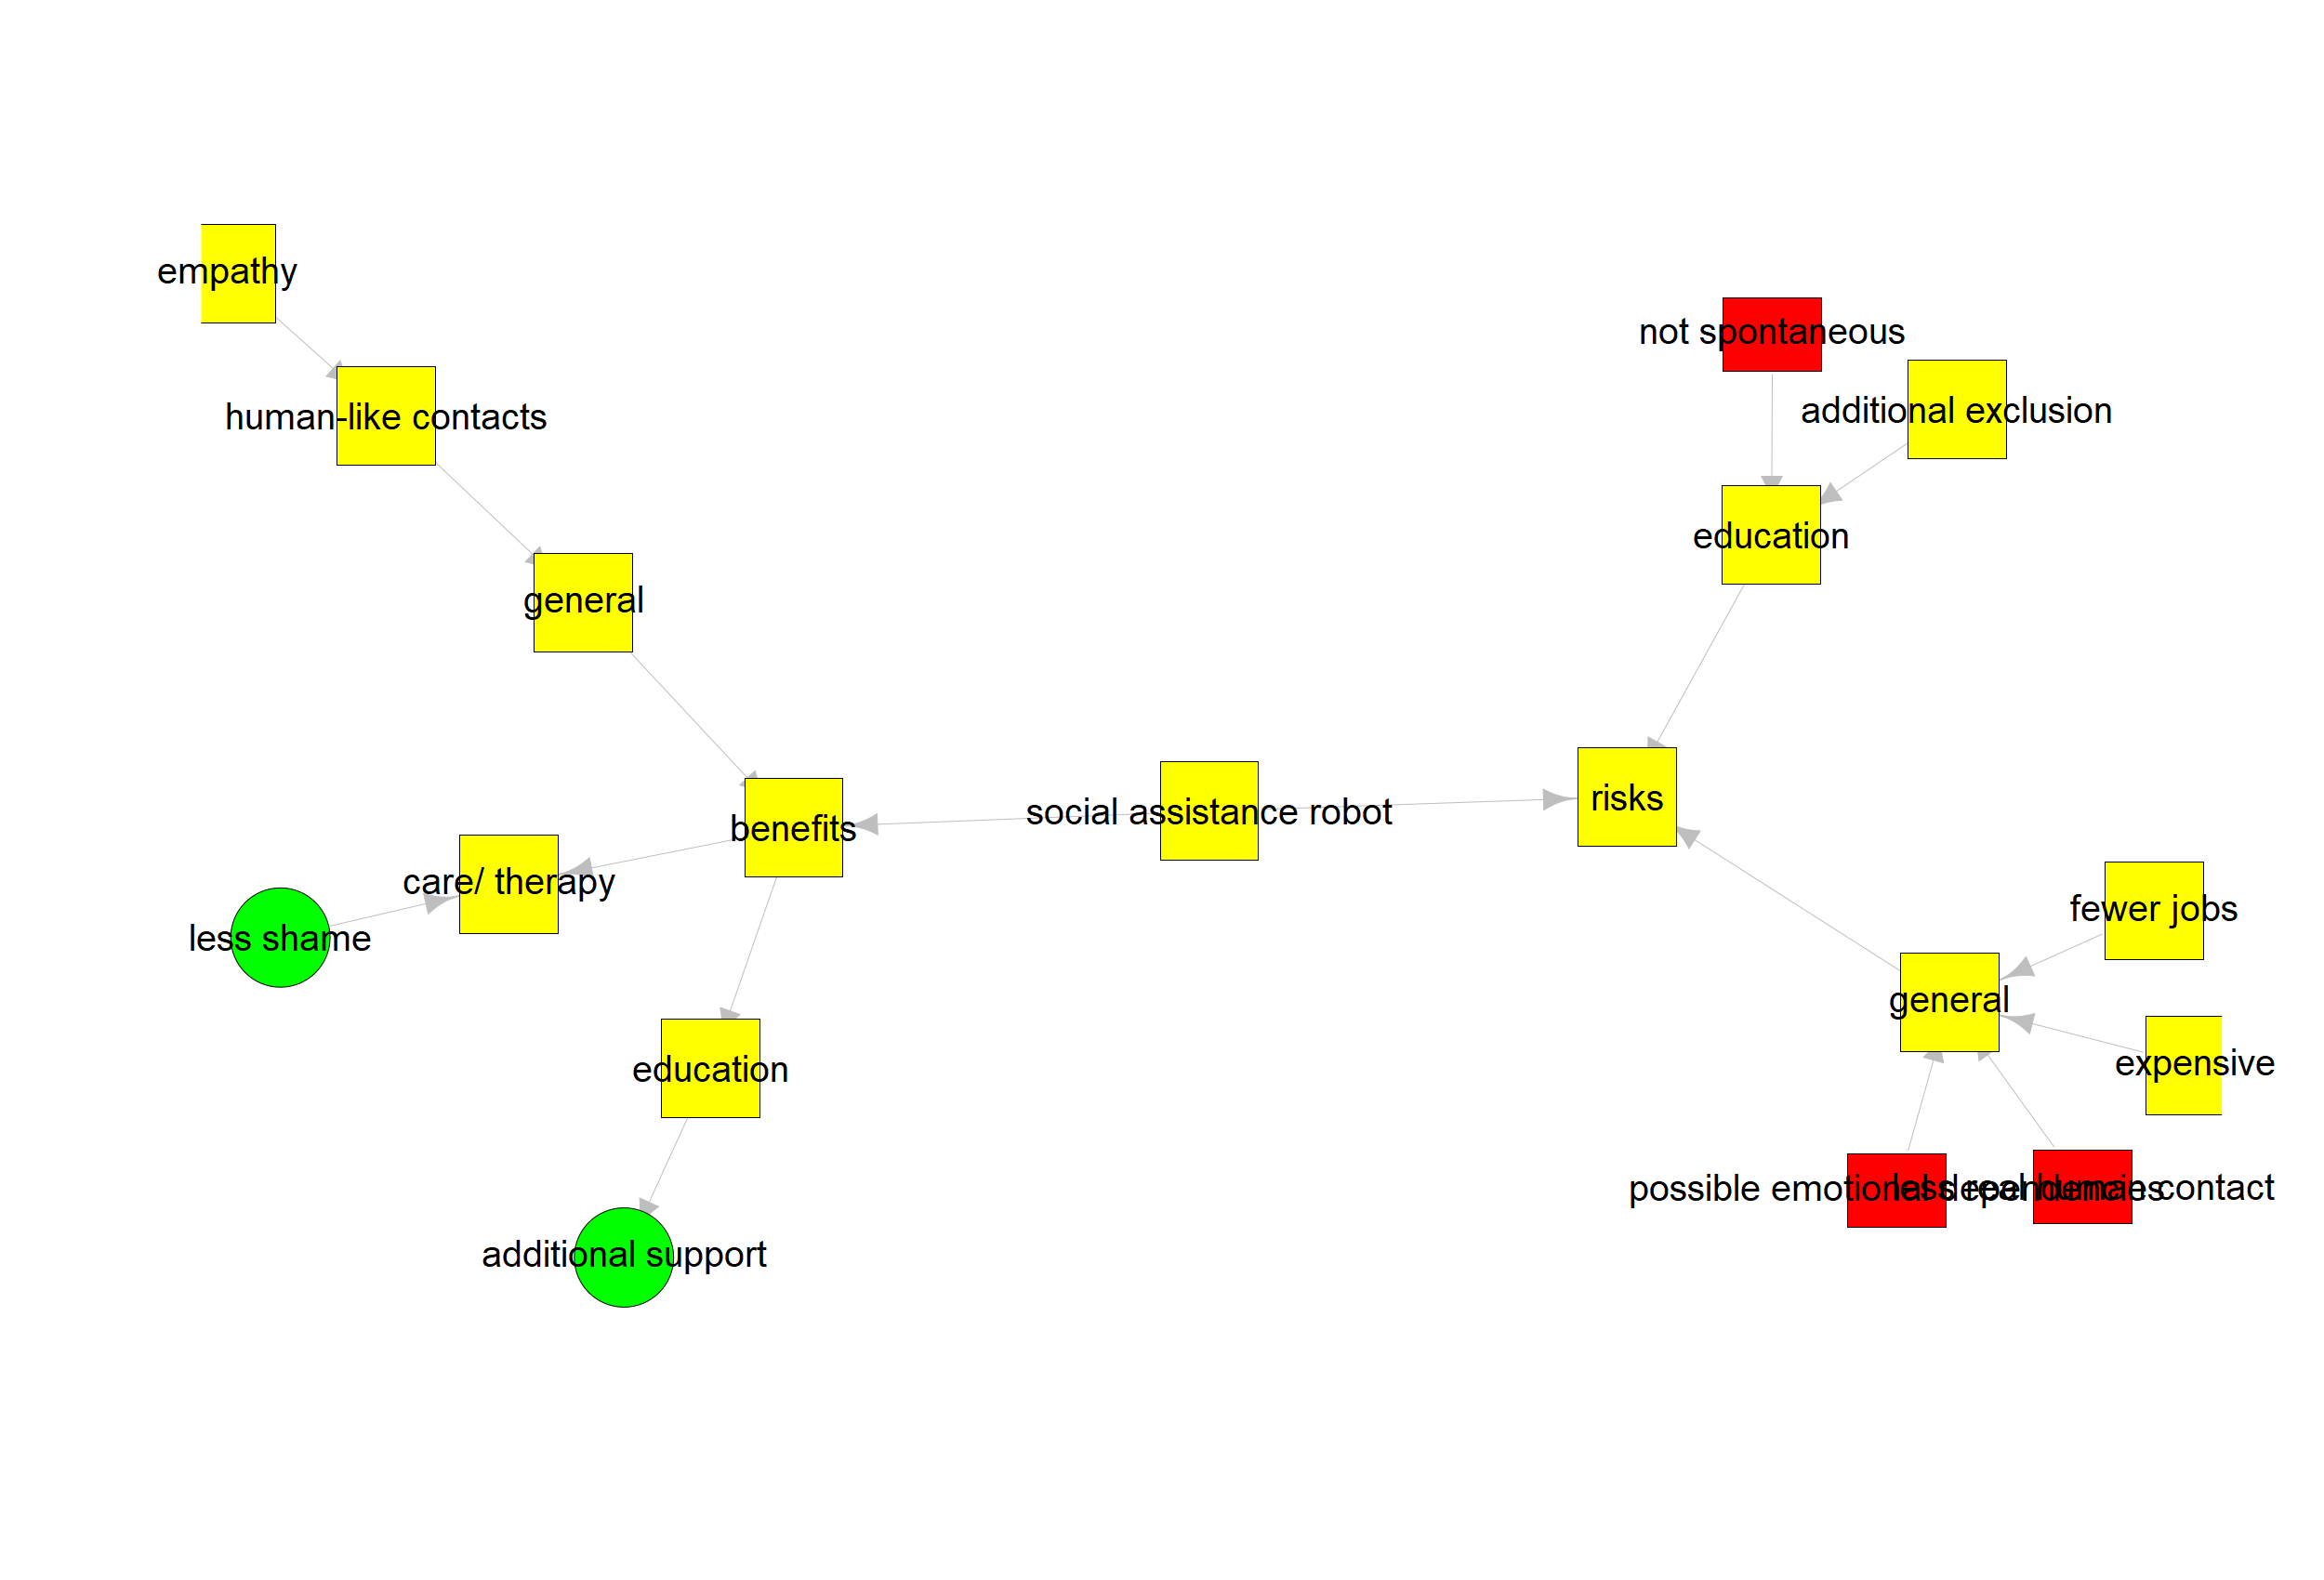 empathy
not spontaneous
additional exclusion
human-like contacts
education
general
risks
social assistance robot
benefits
care/ therapy
fewer jobs
less shame
general
expensive
education
possible emotional dependencies
less real human contact
additional support